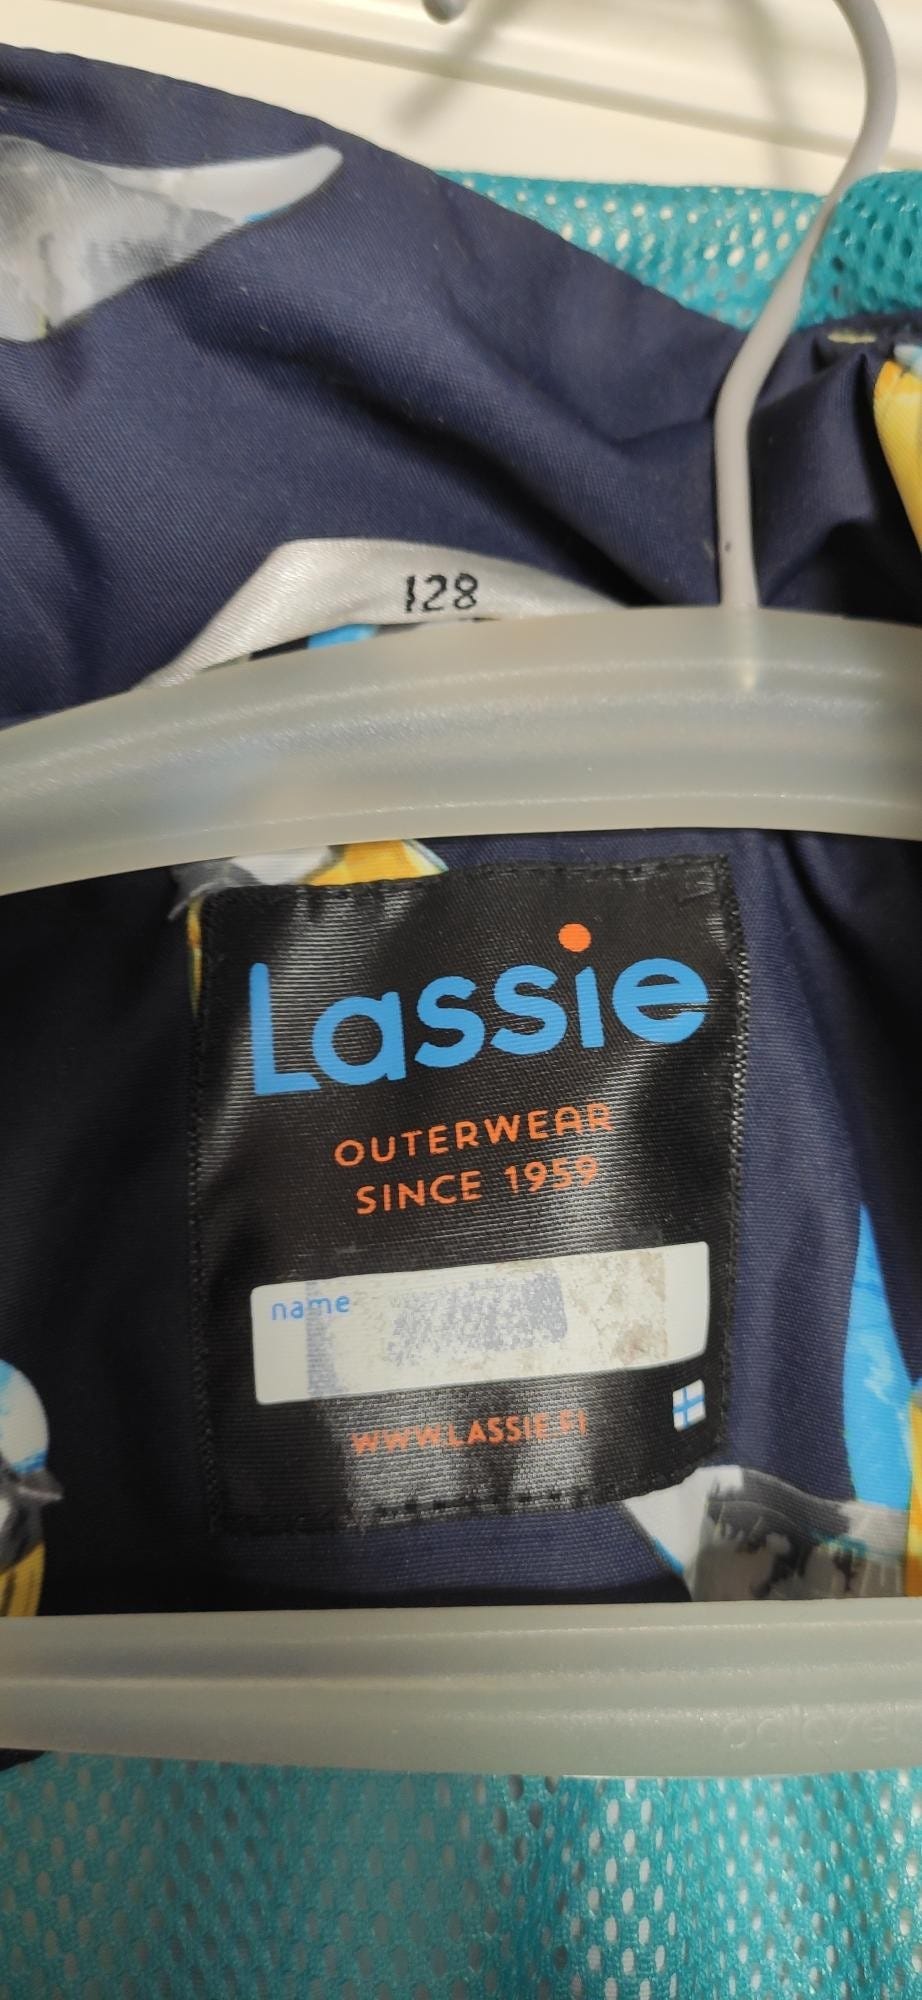 128
Lassie
OUTERWEAR
SINCE 1959
name
WWW.LASSIE.FI